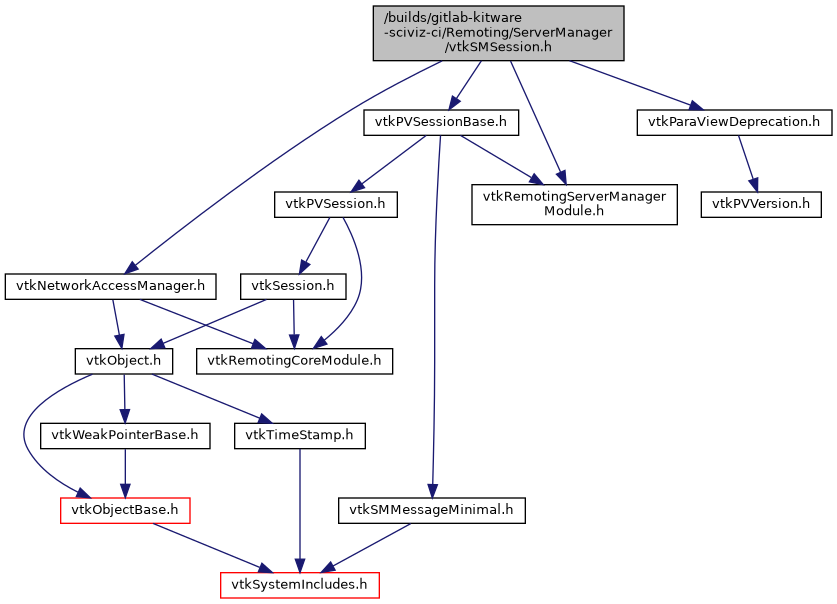 /builds/gitlab-kitware
-sciviz-ci/Remoting/ServerManager
/vtkSMSession.h
vtkPVSessionBase.h
vtkParaViewDeprecation.h
vtkPVSession.h
vtkRemotingServerManager
Module.h
vtkPVVersion.h
vtkNetworkAccessManager.h
vtkSession.h
vtkObject.h
vtkRemotingCoreModule.h
vtkWeakPointerBase.h
vtkTimeStamp.h
vtkObjectBase.h
vtkSMMessageMinimal.h
vtkSystemIncludes.h